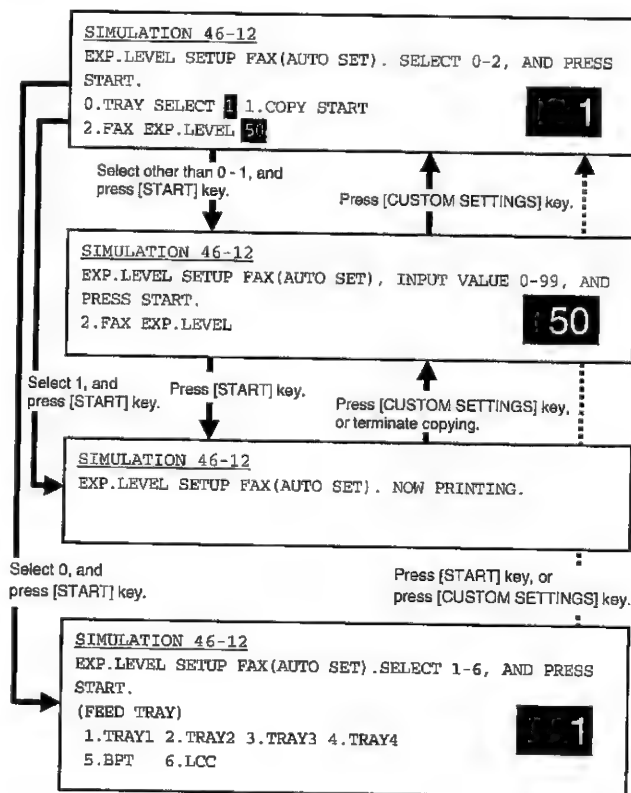 SIMULATION 46-12
EXP.LEVEL SETUP FAX(AUTO SET). SELECT 0-2, AND PRESS
START.
0.TRAY SELECT 1 1.COPY START
2.FAX EXP.LEVEL 50
1
Select other than 0 - 1, and
press [START] key.
Press [CUSTOM SETTINGS] key.
SIMULATION 46-12
EXP.LEVEL SETUP FAX(AUTO SET), INPUT VALUE 0-99, AND
PRESS START.
2.FAX EXP.LEVEL
50
Select 1, and
press [START] key.
Press [START] key.
Press [CUSTOM SETTINGS] key,
or terminate copying.
SIMULATION 46-12
EXP.LEVEL SETUP FAX(AUTO SET). NOW PRINTING.
Select 0, and
press [START] key.
Press [START] key, or
press [CUSTOM SETTINGS] key.
SIMULATION 46-12
EXP.LEVEL SETUP FAX(AUTO SET).SELECT 1-6, AND PRESS
START.
(FEED TRAY)
1.TRAY1 2.TRAY2 3.TRAY3 4.TRAY4
5.BPT 6.LCC
1